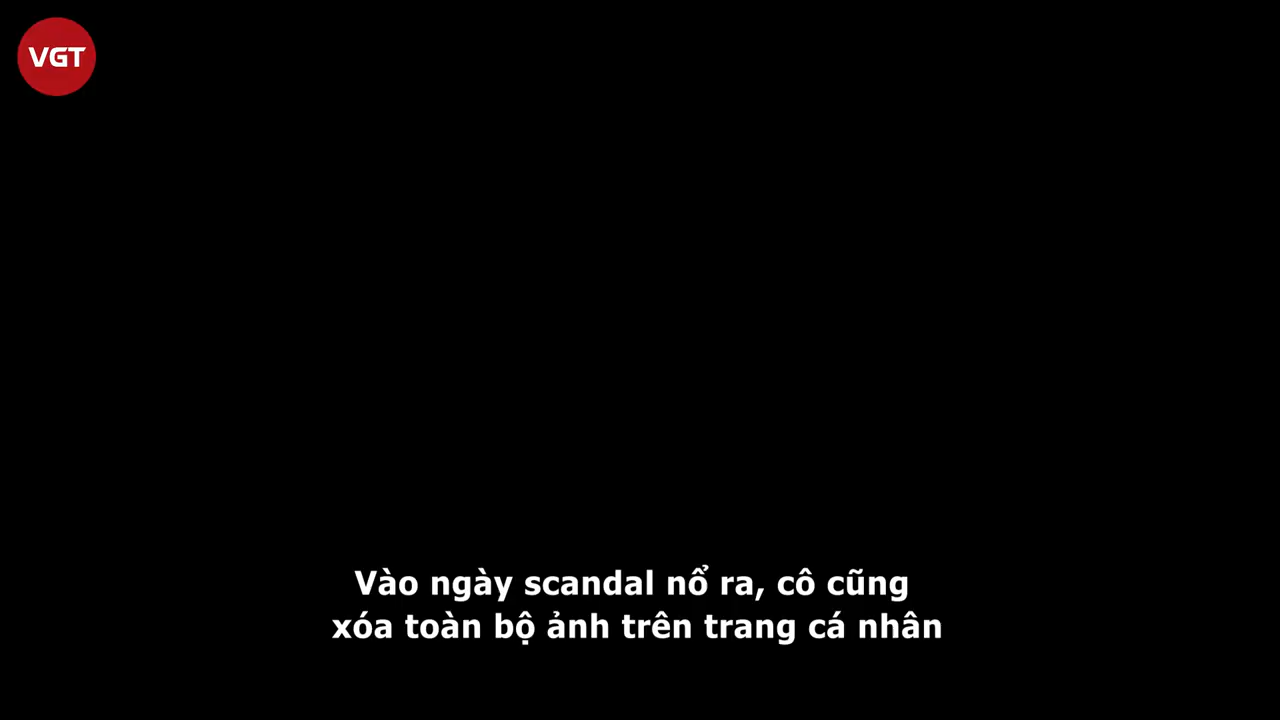 VGT
Vào ngày scandal nổ ra, cô cũng
xóa toàn bộ ảnh trên trang cá nhân